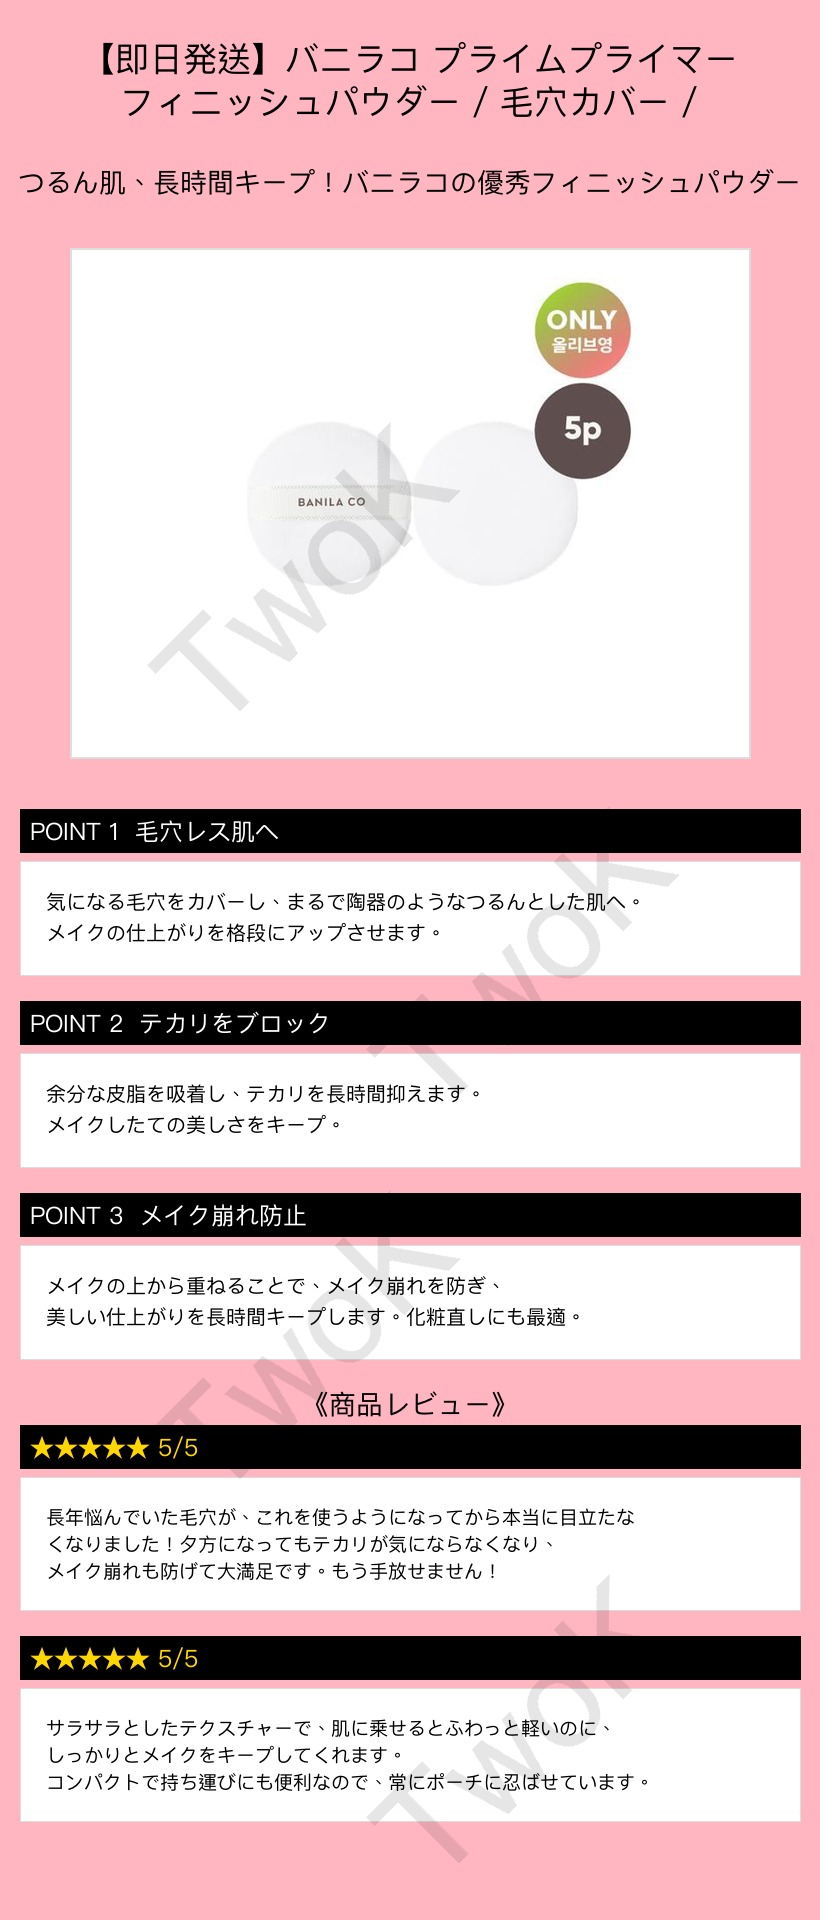 【即日発送】バニラコ プライムプライマー
フィニッシュパウダー / 毛穴カバー /
つるん肌、長時間キープ！バニラコの優秀フィニッシュパウダー
ONLY
올리브영
5p
BANILA CO
TwoK
POINT 1 毛穴レス肌へ
気になる毛穴をカバーし、まるで陶器のようなつるんとした肌へ。
メイクの仕上がりを格段にアップさせます。
TwoK
POINT 2 テカリをブロック
余分な皮脂を吸着し、テカリを長時間抑えます。
メイクしたての美しさをキープ。
POINT 3 メイク崩れ防止
メイクの上から重ねることで、メイク崩れを防ぎ、
美しい仕上がりを長時間キープします。化粧直しにも最適。
TwoK
《商品レビュー》
★★★★★ 5/5
長年悩んでいた毛穴が、これを使うようになってから本当に目立たな
くなりました！夕方になってもテカリが気にならなくなり、
メイク崩れも防げて大満足です。もう手放せません！
★★★★★ 5/5
サラサラとしたテクスチャーで、肌に乗せるとふわっと軽いのに、
しっかりとメイクをキープしてくれます。
コンパクトで持ち運びにも便利なので、常にポーチに忍ばせています。
TwoK